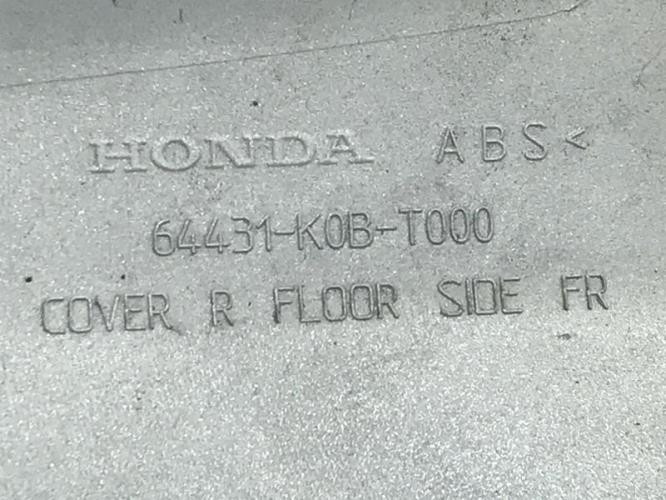 HONDA ABS<
64431-K0B-T000
COVER R FLOOR SIDE FR